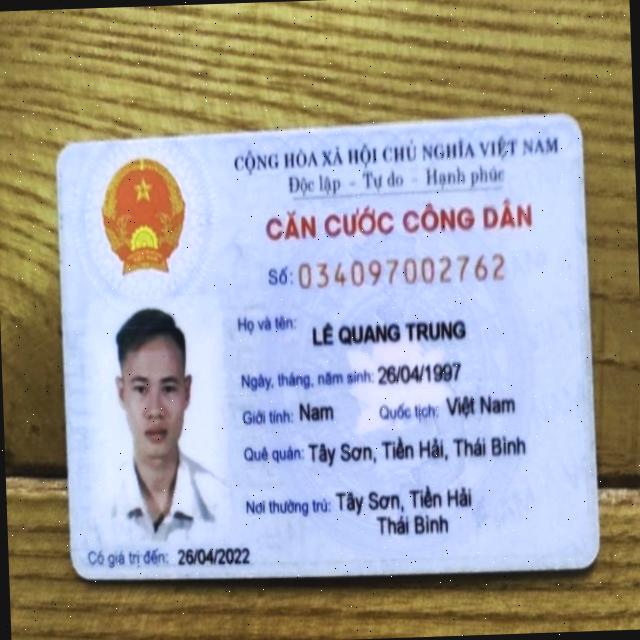 CỘNG HÒA XÃ HỘI CHỦ NGHĨA VIỆT NAM
Độc lập - Tự do - Hạnh phúc
CĂN CƯỚC CÔNG DÂN
Số: 034097002762
Họ và tên: LÊ QUANG TRUNG
Ngày, tháng, năm sinh: 26/04/1997
Giới tính: Nam Quốc tịch: Việt Nam
Quê quán: Tây Sơn, Tiền Hải, Thái Bình
Nơi thường trú: Tây Sơn, Tiền Hải
Thái Bình
Có giá trị đến: 26/04/2022